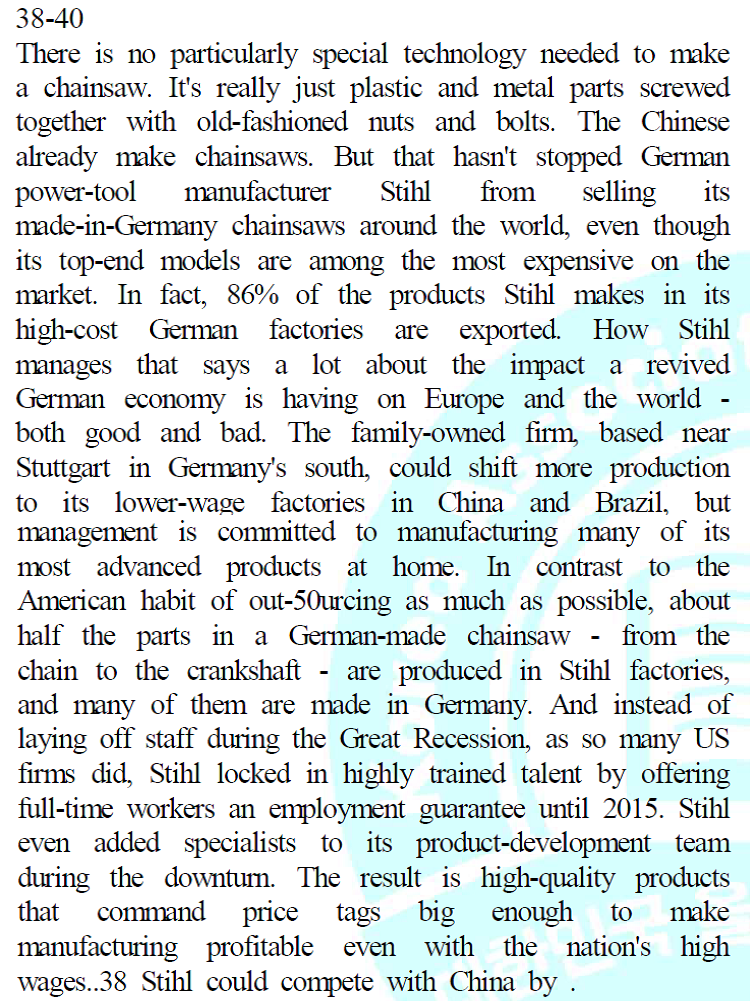 38-40
There is no particularly special technology needed to make
a chainsaw. It's really just plastic and metal parts screwed
together with old-fashioned nuts and bolts. The Chinese
already make chainsaws. But that hasn't stopped German
power-tool manufacturer Stihl from selling its
made-in-Germany chainsaws around the world, even though
its top-end models are among the most expensive on the
market. In fact, 86% of the products Stihl makes in its
high-cost German factories are exported. How Stihl
manages that says a lot about the impact a revived
German economy is having on Europe and the world -
both good and bad. The family-owned firm, based near
Stuttgart in Germany's south, could shift more production
to its lower-wage factories in China and Brazil, but
management is committed to manufacturing many of its
most advanced products at home. In contrast to the
American habit of out-50urcing as much as possible, about
half the parts in a German-made chainsaw - from the
chain to the crankshaft - are produced in Stihl factories,
and many of them are made in Germany. And instead of
laying off staff during the Great Recession, as so many US
firms did, Stihl locked in highly trained talent by offering
full-time workers an employment guarantee until 2015. Stihl
even added specialists to its product-development team
during the downturn. The result is high-quality products
that command price tags big enough to make
manufacturing profitable even with the nation's high
wages..38 Stihl could compete with China by .